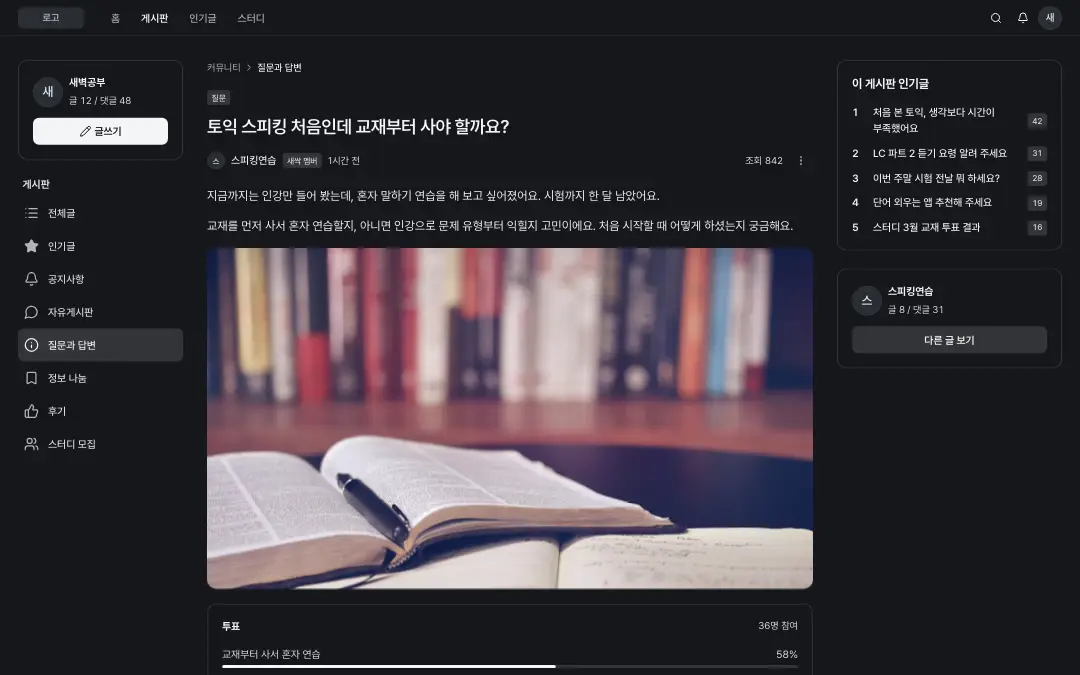 로고
홈
게시판
인기글
스터디
새
새
새벽공부
글 12 / 댓글 48
글쓰기
게시판
전체글
인기글
공지사항
자유게시판
질문과 답변
정보 나눔
후기
스터디 모집
커뮤니티 > 질문과 답변
질문
토익 스피킹 처음인데 교재부터 사야 할까요?
스 스피킹연습 새싹 멤버 1시간 전
조회 842
지금까지는 인강만 들어 봤는데, 혼자 말하기 연습을 해 보고 싶어졌어요. 시험까지 한 달 남았어요.
교재를 먼저 사서 혼자 연습할지, 아니면 인강으로 문제 유형부터 익힐지 고민이에요. 처음 시작할 때 어떻게 하셨는지 궁금해요.
투표
36명 참여
교재부터 사서 혼자 연습
58%
이 게시판 인기글
1 처음 본 토익, 생각보다 시간이
부족했어요
42
2 LC 파트 2 듣기 요령 알려 주세요 31
3 이번 주말 시험 전날 뭐 하세요? 28
4 단어 외우는 앱 추천해 주세요 19
5 스터디 3월 교재 투표 결과 16
스
스피킹연습
글 8 / 댓글 31
다른 글 보기